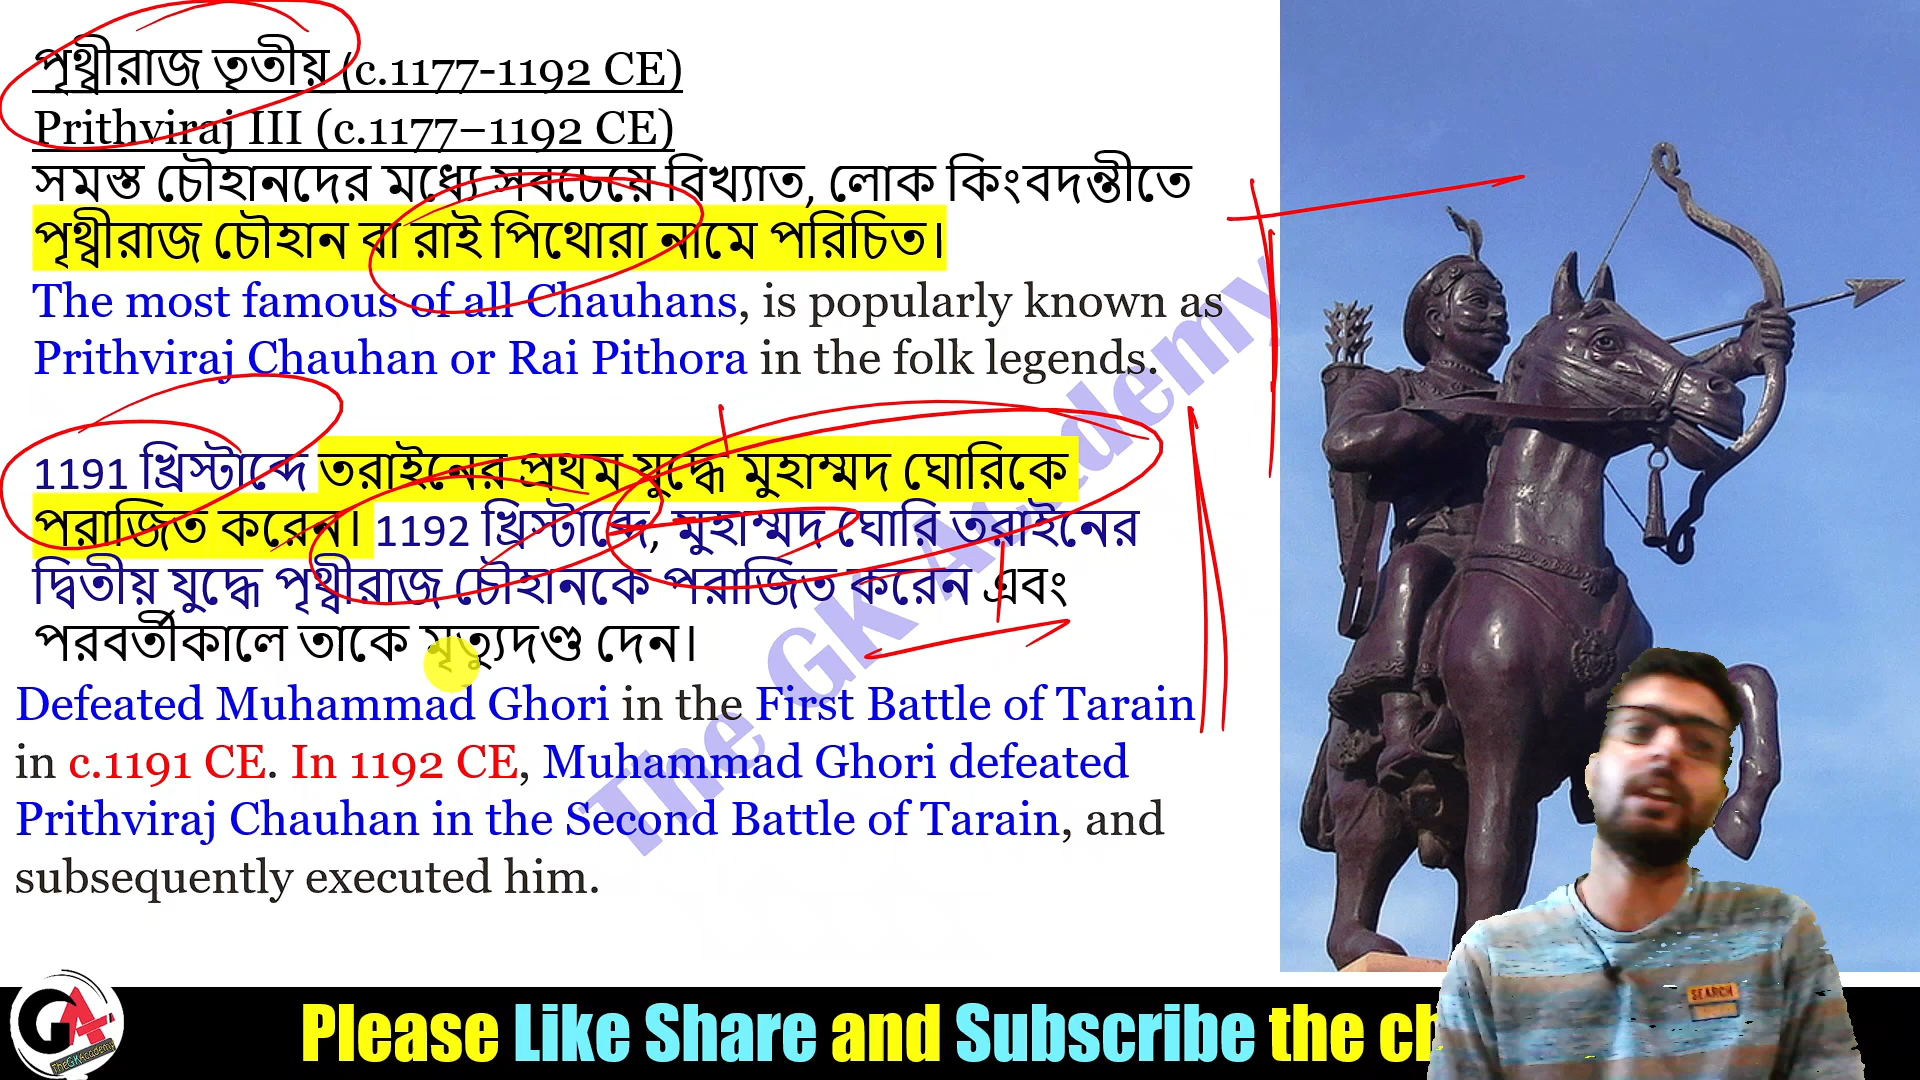 পৃথ্বীরাজ তৃতীয় (c.1177-1192 CE)
Prithviraj III (c.1177–1192 CE)
সমস্ত চৌহানদের মধ্যে সবচেয়ে বিখ্যাত, লোক কিংবদন্তীতে
পৃথ্বীরাজ চৌহান বা রাই পিথোরা নামে পরিচিত।
The most famous of all Chauhans, is popularly known as
Prithviraj Chauhan or Rai Pithora in the folk legends.
1191 খ্রিস্টাব্দে তরাইনের প্রথম যুদ্ধে মুহাম্মদ ঘোরিকে
পরাজিত করেন। 1192 খ্রিস্টাব্দে, মুহাম্মদ ঘোরি তরাইনের
দ্বিতীয় যুদ্ধে পৃথ্বীরাজ চৌহানকে পরাজিত করেন এবং
পরবর্তীকালে তাকে মৃত্যুদণ্ড দেন।
Defeated Muhammad Ghori in the First Battle of Tarain
in c.1191 CE. In 1192 CE, Muhammad Ghori defeated
Prithviraj Chauhan in the Second Battle of Tarain, and
subsequently executed him.
The GK Academy
GA
TheGKAcademy
Please Like Share and Subscribe the ch
SEARCH